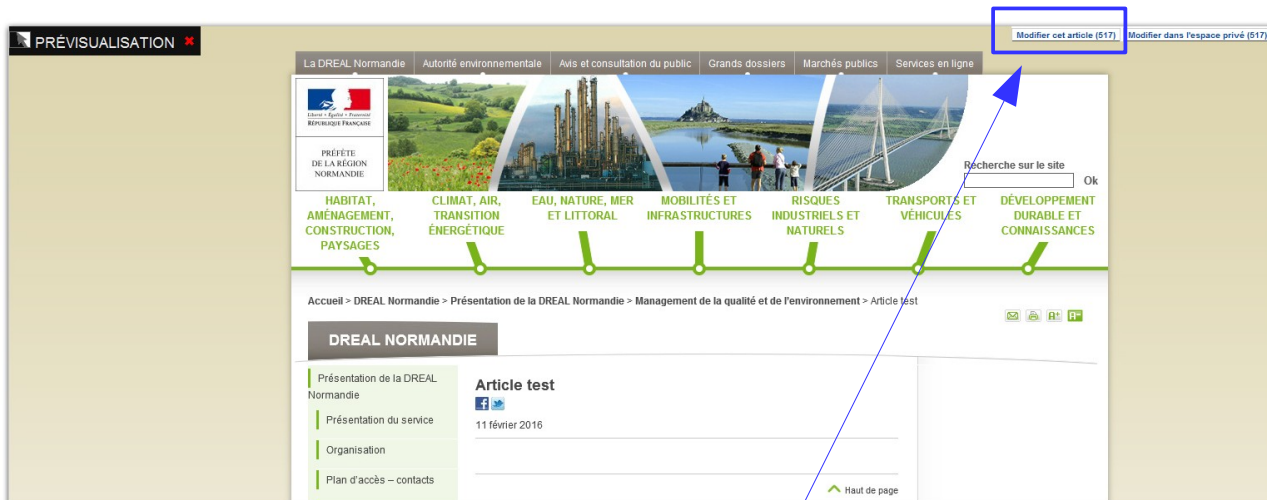 PRÉVISUALISATION
Modifier cet article (517)
Modifier dans l'espace privé (517)
La DREAL Normandie
Autorité environnementale
Avis et consultation du public
Grands dossiers
Marchés publics
Services en ligne
Liberté • Égalité • Fraternité
RÉPUBLIQUE FRANÇAISE
PRÉFÈTE
DE LA RÉGION
NORMANDIE
Recherche sur le site
Ok
HABITAT,
AMÉNAGEMENT,
CONSTRUCTION,
PAYSAGES
CLIMAT, AIR,
TRANSITION
ÉNERGÉTIQUE
EAU, NATURE, MER
ET LITTORAL
MOBILITÉS ET
INFRASTRUCTURES
RISQUES
INDUSTRIELS ET
NATURELS
TRANSPORTS ET
VÉHICULES
DÉVELOPPEMENT
DURABLE ET
CONNAISSANCES
Accueil > DREAL Normandie > Présentation de la DREAL Normandie > Management de la qualité et de l'environnement > Article test
A+
A=
DREAL NORMANDIE
Présentation de la DREAL
Normandie
Présentation du service
Organisation
Plan d'accès – contacts
Article test
11 février 2016
Haut de page